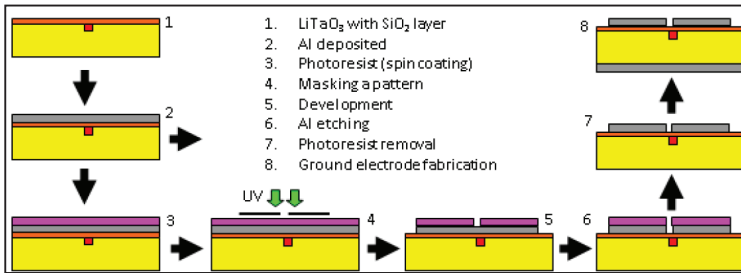 1
1. LiTaO₃ with SiO₂ layer
2. Al deposited
3. Photoresist (spin coating)
4. Masking a pattern
5. Development
6. Al etching
7. Photoresist removal
8. Ground electrode fabrication
8
2
7
UV
3
4
5
6